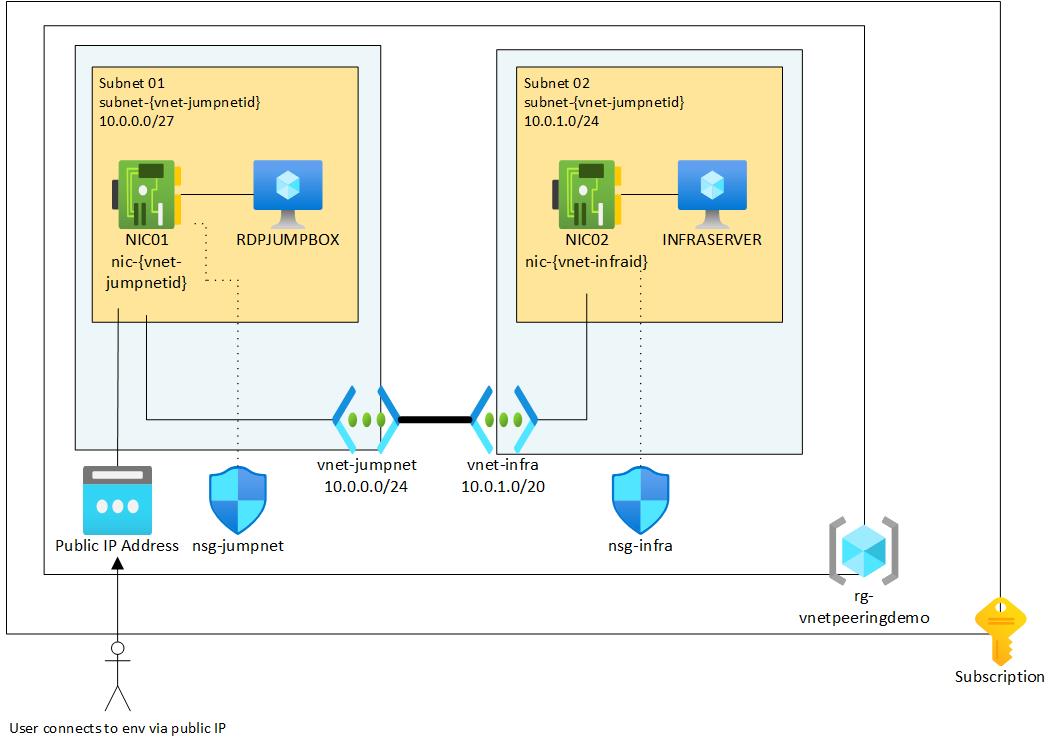 Subnet 01
subnet-{vnet-jumpnetid}
10.0.0.0/27
NIC01
nic-{vnet-
jumpnetid}
RDPJUMPBOX
Subnet 02
subnet-{vnet-jumpnetid}
10.0.1.0/24
NIC02
nic-{vnet-infraid}
INFRASERVER
vnet-jumpnet
10.0.0.0/24
vnet-infra
10.0.1.0/20
Public IP Address
nsg-jumpnet
nsg-infra
rg-
vnetpeeringdemo
Subscription
User connects to env via public IP